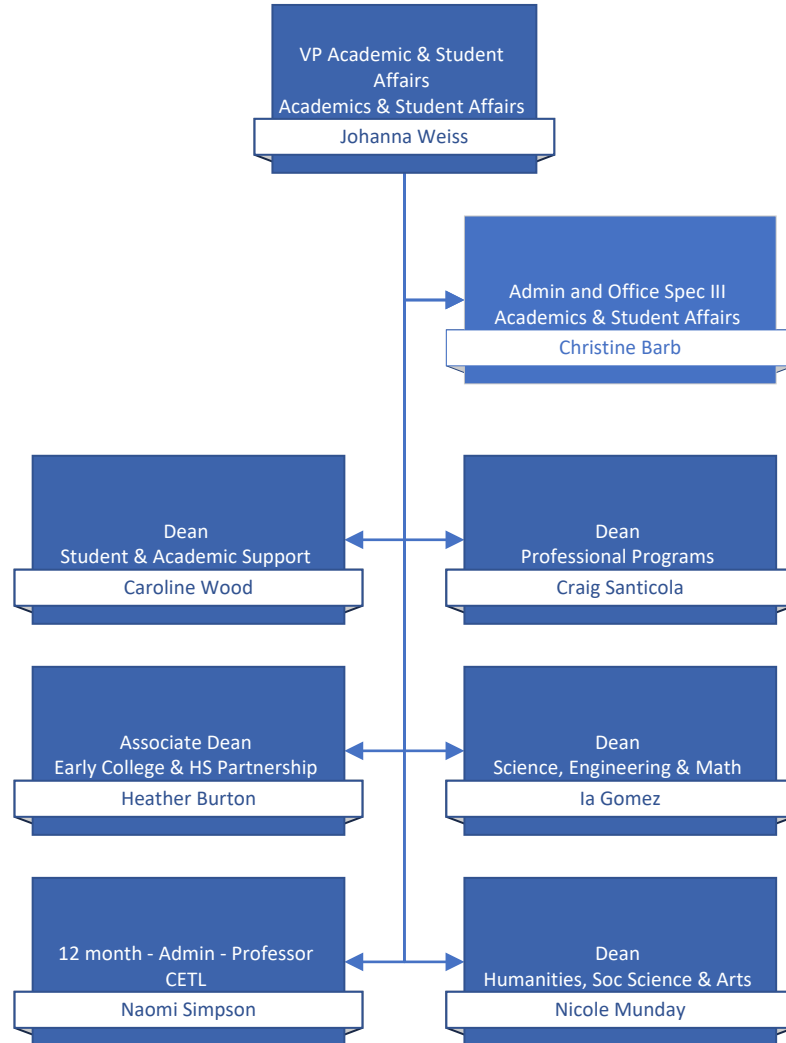 VP Academic & Student
Affairs
Academics & Student Affairs
Johanna Weiss
Admin and Office Spec III
Academics & Student Affairs
Christine Barb
Dean
Student & Academic Support
Caroline Wood
Dean
Professional Programs
Craig Santicola
Associate Dean
Early College & HS Partnership
Heather Burton
Dean
Science, Engineering & Math
Ia Gomez
12 month - Admin - Professor
CETL
Naomi Simpson
Dean
Humanities, Soc Science & Arts
Nicole Munday